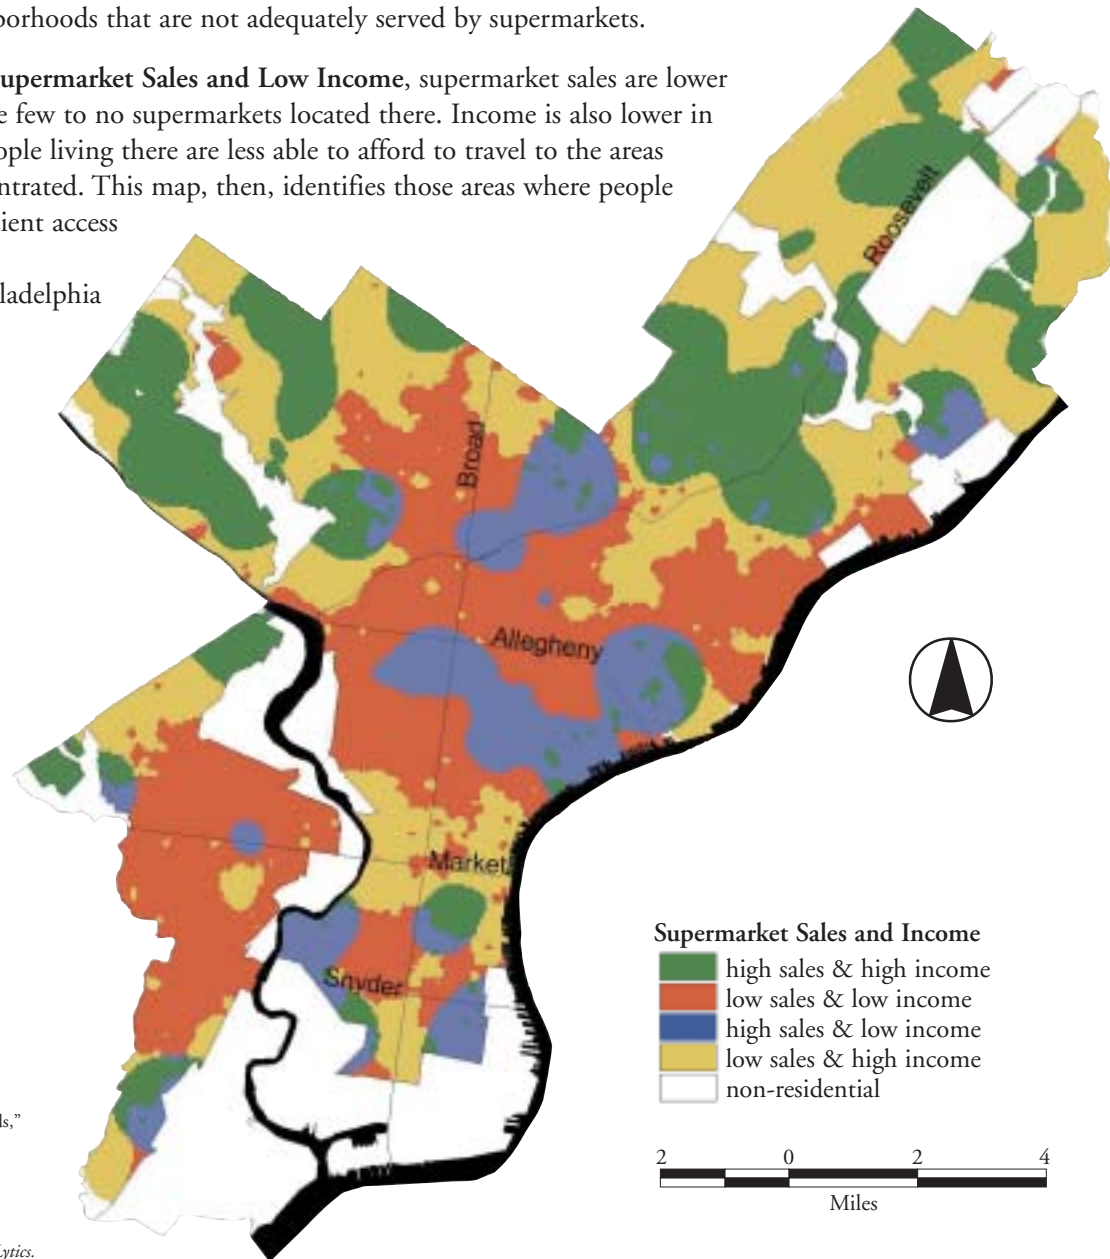 borhoods that are not adequately served by supermarkets.
upermarket Sales and Low Income, supermarket sales are lower
e few to no supermarkets located there. Income is also lower in
ople living there are less able to afford to travel to the areas
ntrated. This map, then, identifies those areas where people
cient access
ladelphia
Roosevelt
Broad
Allegheny
Market
Snyder
Supermarket Sales and Income
high sales & high income
low sales & low income
high sales & low income
low sales & high income
non-residential
2 0 2 4
Miles
ls,”
Lytics.